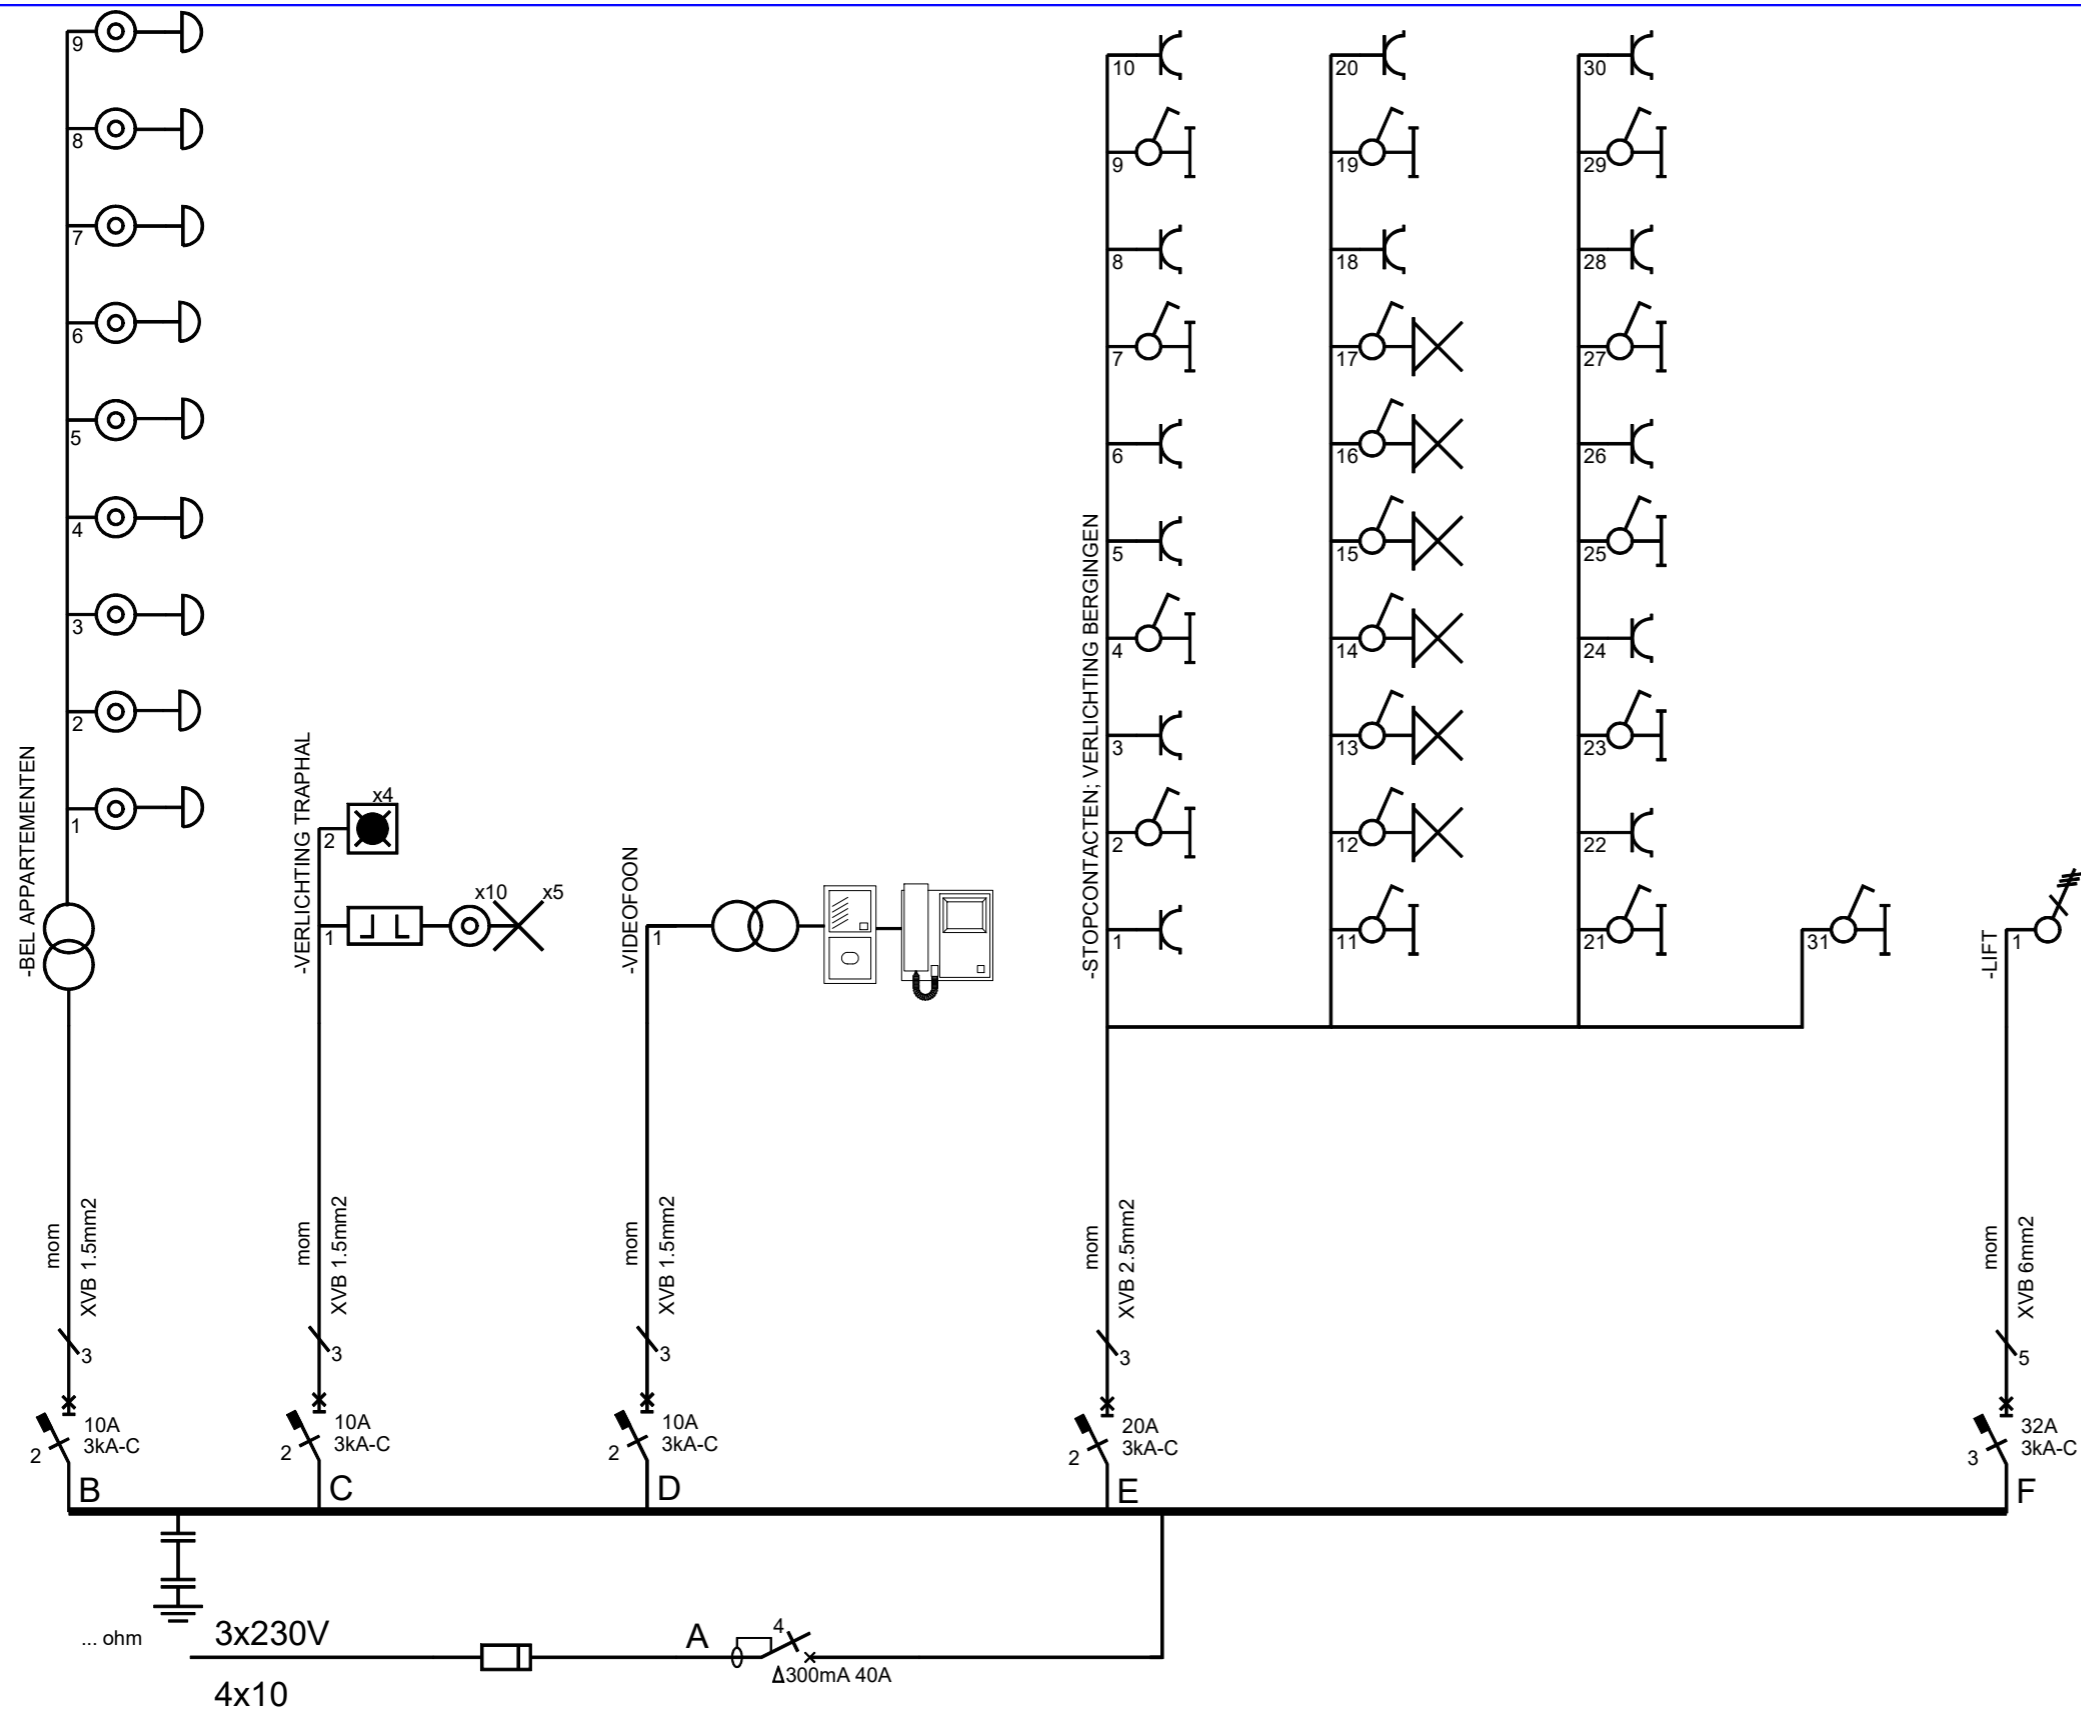 9
8
7
6
5
4
3
2
1
-BEL APPARTEMENTEN
mom
XVB 1.5mm2
3
10A
3kA-C
2
B
-VERLICHTING TRAPHAL
x4
2
1
x10
x5
mom
XVB 1.5mm2
3
10A
3kA-C
2
C
-VIDEOFOON
1
mom
XVB 1.5mm2
3
10A
3kA-C
2
D
-STOPCONTACTEN; VERLICHTING BERGINGEN
10
9
8
7
6
5
4
3
2
1
20
19
18
17
16
15
14
13
12
11
30
29
28
27
26
25
24
23
22
21
31
mom
XVB 2.5mm2
3
20A
3kA-C
2
E
-LIFT
1
mom
XVB 6mm2
5
32A
3kA-C
3
F
... ohm
3x230V
4x10
A
4
Δ300mA 40A